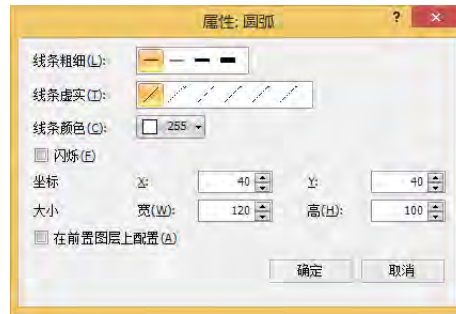 属性: 圆弧
线条粗细(L):
线条虚实(T):
线条颜色(C): 255
闪烁(F)
坐标 X: 40 Y: 40
大小 宽(W): 120 高(H): 100
在前置图层上配置(A)
确定 取消